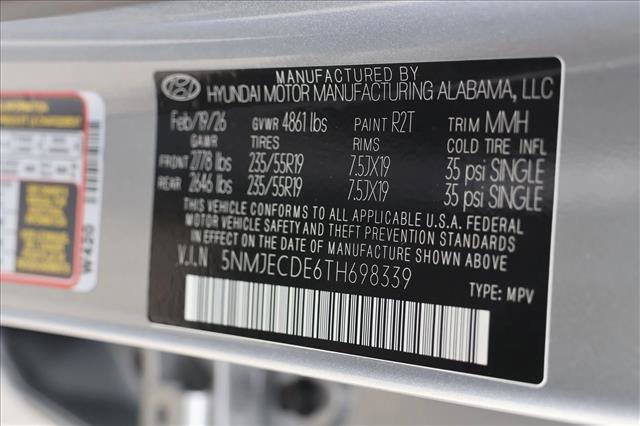 MANUFACTURED BY
HYUNDAI MOTOR MANUFACTURING ALABAMA, LLC
Feb/19/26 GVWR 4861 lbs PAINT R2T TRIM MMH
GAWR TIRES RIMS COLD TIRE INFL
FRONT 2778 lbs 235/55R19 7.5JX19 35 psi SINGLE
REAR 2646 lbs 235/55R19 7.5JX19 35 psi SINGLE
THIS VEHICLE CONFORMS TO ALL APPLICABLE U.S.A. FEDERAL
MOTOR VEHICLE SAFETY AND THEFT PREVENTION STANDARDS
IN EFFECT ON THE DATE OF MANUFACTURE SHOWN ABOVE.
V.I.N 5NMJECDE6TH698339
TYPE: MPV
W420